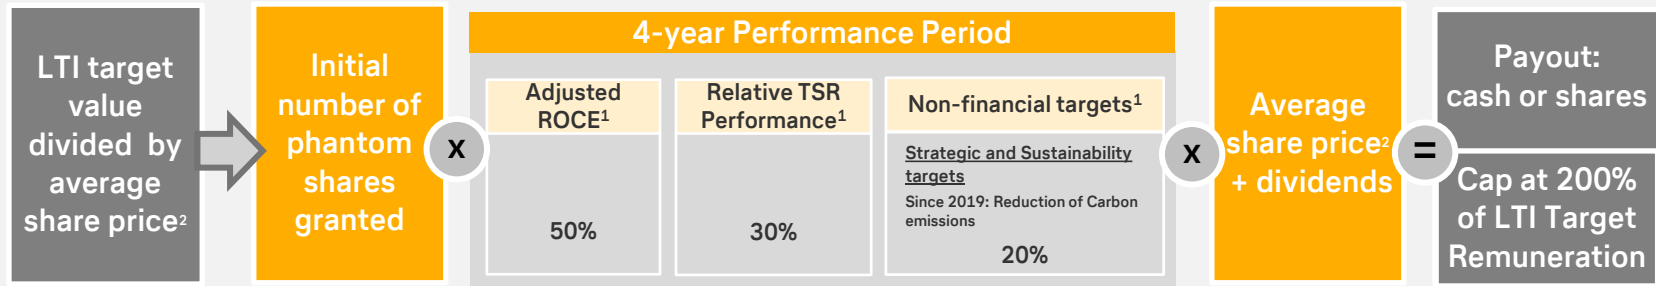 LTI target
value
divided by
average
share price²
Initial
number of
phantom
shares
granted
x
4-year Performance Period
Adjusted
ROCE¹
50%
Relative TSR
Performance¹
30%
Non-financial targets¹
Strategic and Sustainability
targets
Since 2019: Reduction of Carbon
emissions
20%
x
Average
share price²
+ dividends
=
Payout:
cash or shares
Cap at 200%
of LTI Target
Remuneration